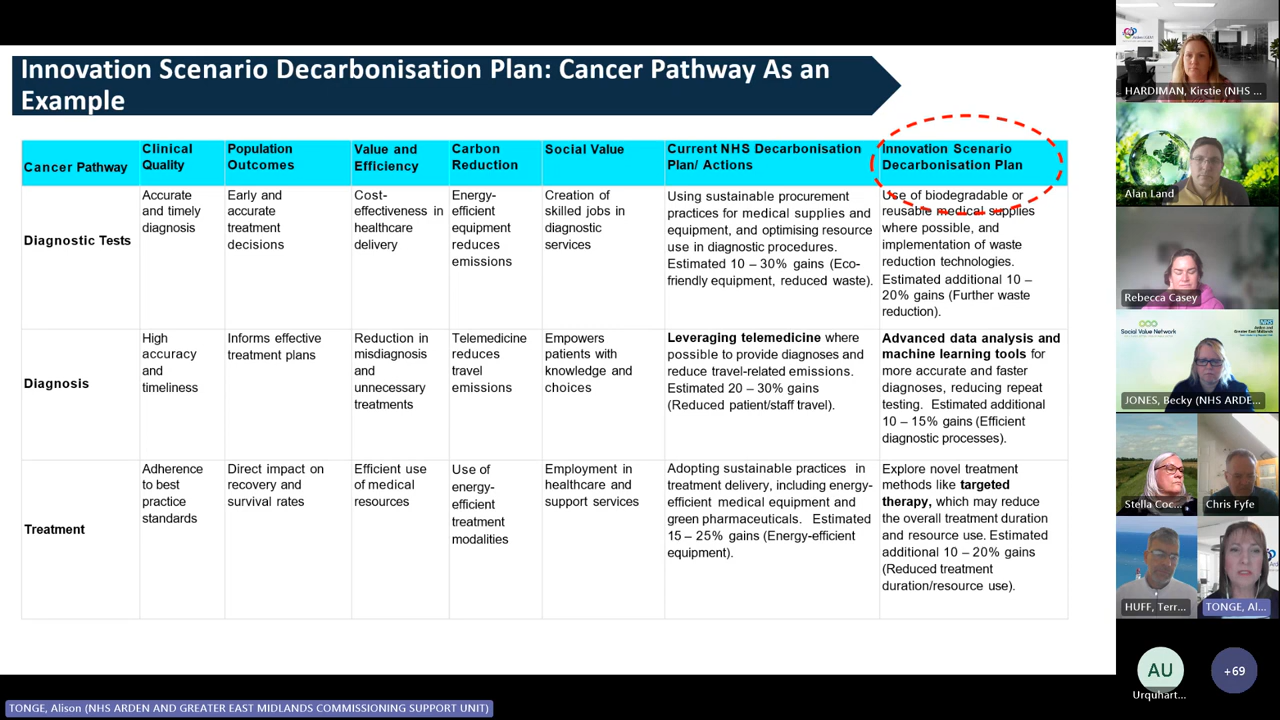 Innovation Scenario Decarbonisation Plan: Cancer Pathway As an
Example
Cancer Pathway
Clinical
Quality
Population
Outcomes
Value and
Efficiency
Carbon
Reduction
Social Value
Current NHS Decarbonisation
Plan/ Actions
Innovation Scenario
Decarbonisation Plan
Diagnostic Tests
Accurate
and timely
diagnosis
Early and
accurate
treatment
decisions
Cost-
effectiveness in
healthcare
delivery
Energy-
efficient
equipment
reduces
emissions
Creation of
skilled jobs in
diagnostic
services
Using sustainable procurement
practices for medical supplies and
equipment, and optimising resource
use in diagnostic procedures.
Estimated 10 – 30% gains (Eco-
friendly equipment, reduced waste).
Use of biodegradable or
reusable medical supplies
where possible, and
implementation of waste
reduction technologies.
Estimated additional 10 –
20% gains (Further waste
reduction).
Diagnosis
High
accuracy
and
timeliness
Informs effective
treatment plans
Reduction in
misdiagnosis
and
unnecessary
treatments
Telemedicine
reduces
travel
emissions
Empowers
patients with
knowledge and
choices
Leveraging telemedicine where
possible to provide diagnoses and
reduce travel-related emissions.
Estimated 20 – 30% gains
(Reduced patient/staff travel).
Advanced data analysis and
machine learning tools for
more accurate and faster
diagnoses, reducing repeat
testing. Estimated additional
10 – 15% gains (Efficient
diagnostic processes).
Treatment
Adherence
to best
practice
standards
Direct impact on
recovery and
survival rates
Efficient use
of medical
resources
Use of
energy-
efficient
treatment
modalities
Employment in
healthcare and
support services
Adopting sustainable practices in
treatment delivery, including energy-
efficient medical equipment and
green pharmaceuticals. Estimated
15 – 25% gains (Energy-efficient
equipment).
Explore novel treatment
methods like targeted
therapy, which may reduce
the overall treatment duration
and resource use. Estimated
additional 10 – 20% gains
(Reduced treatment
duration/resource use).
HARDIMAN, Kirstie (NHS ...
Alan Land
Rebecca Casey
Social Value Network
NHS
JONES, Becky (NHS ARDE...
Stella Coc...
Chris Fyfe
HUFF, Terr...
TONGE, Al...
AU
Urquhart...
+69
TONGE, Alison (NHS ARDEN AND GREATER EAST MIDLANDS COMMISSIONING SUPPORT UNIT)